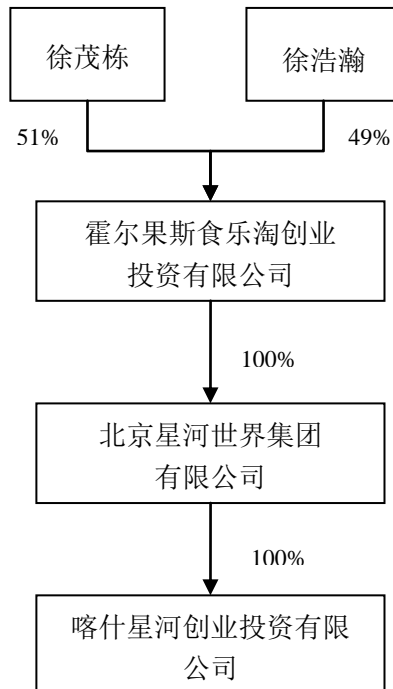 徐茂栋
徐浩瀚
51%
49%
霍尔果斯食乐淘创业
投资有限公司
100%
北京星河世界集团
有限公司
100%
喀什星河创业投资有限
公司